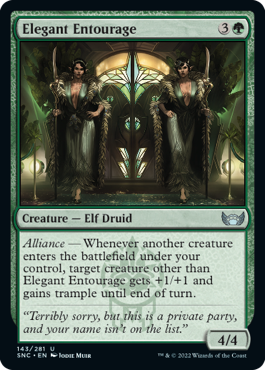 Elegant Entourage 3
Creature — Elf Druid
Alliance — Whenever another creature
enters the battlefield under your
control, target creature other than
Elegant Entourage gets +1/+1 and
gains trample until end of turn.
“Terribly sorry, but this is a private party,
and your name isn't on the list.”
4/4
143/281 U
SNC • EN Jodie Muir
™ & © 2022 Wizards of the Coast